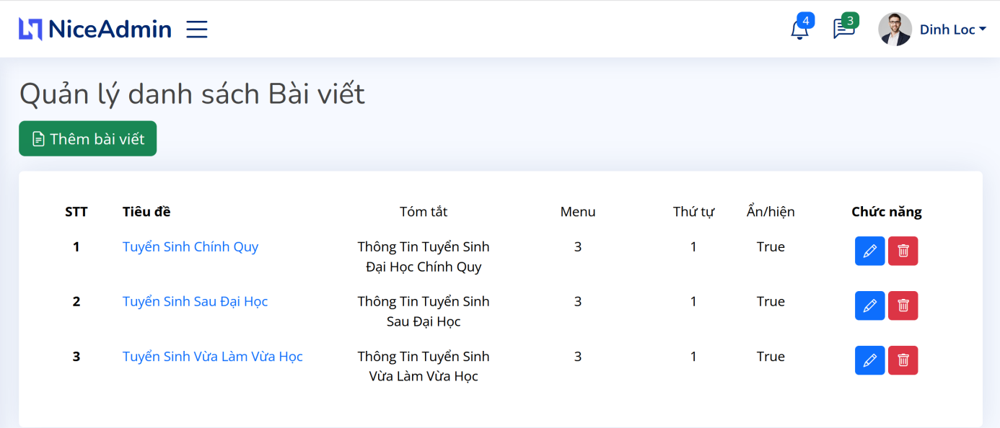 NiceAdmin
4
3
Dinh Loc
Quản lý danh sách Bài viết
Thêm bài viết
STT Tiêu đề Tóm tắt Menu Thứ tự Ẩn/hiện Chức năng
1 Tuyển Sinh Chính Quy Thông Tin Tuyển Sinh 3 1 True
Đại Học Chính Quy
2 Tuyển Sinh Sau Đại Học Thông Tin Tuyển Sinh 3 1 True
Sau Đại Học
3 Tuyển Sinh Vừa Làm Vừa Học Thông Tin Tuyển Sinh 3 1 True
Vừa Làm Vừa Học